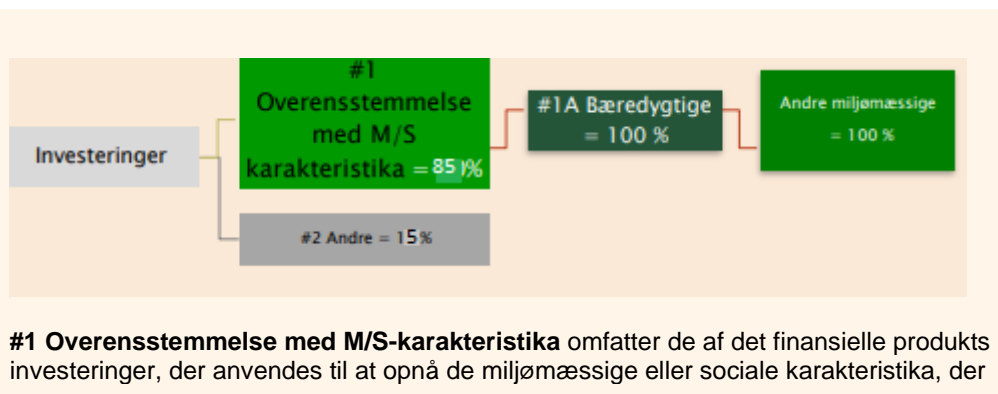 Investeringer
#1
Overensstemmelse
med M/S
karakteristika = 85 %
#2 Andre = 15%
#1A Bæredygtige
= 100 %
Andre miljømæssige
= 100 %
#1 Overensstemmelse med M/S-karakteristika omfatter de af det finansielle produkts
investeringer, der anvendes til at opnå de miljømæssige eller sociale karakteristika, der